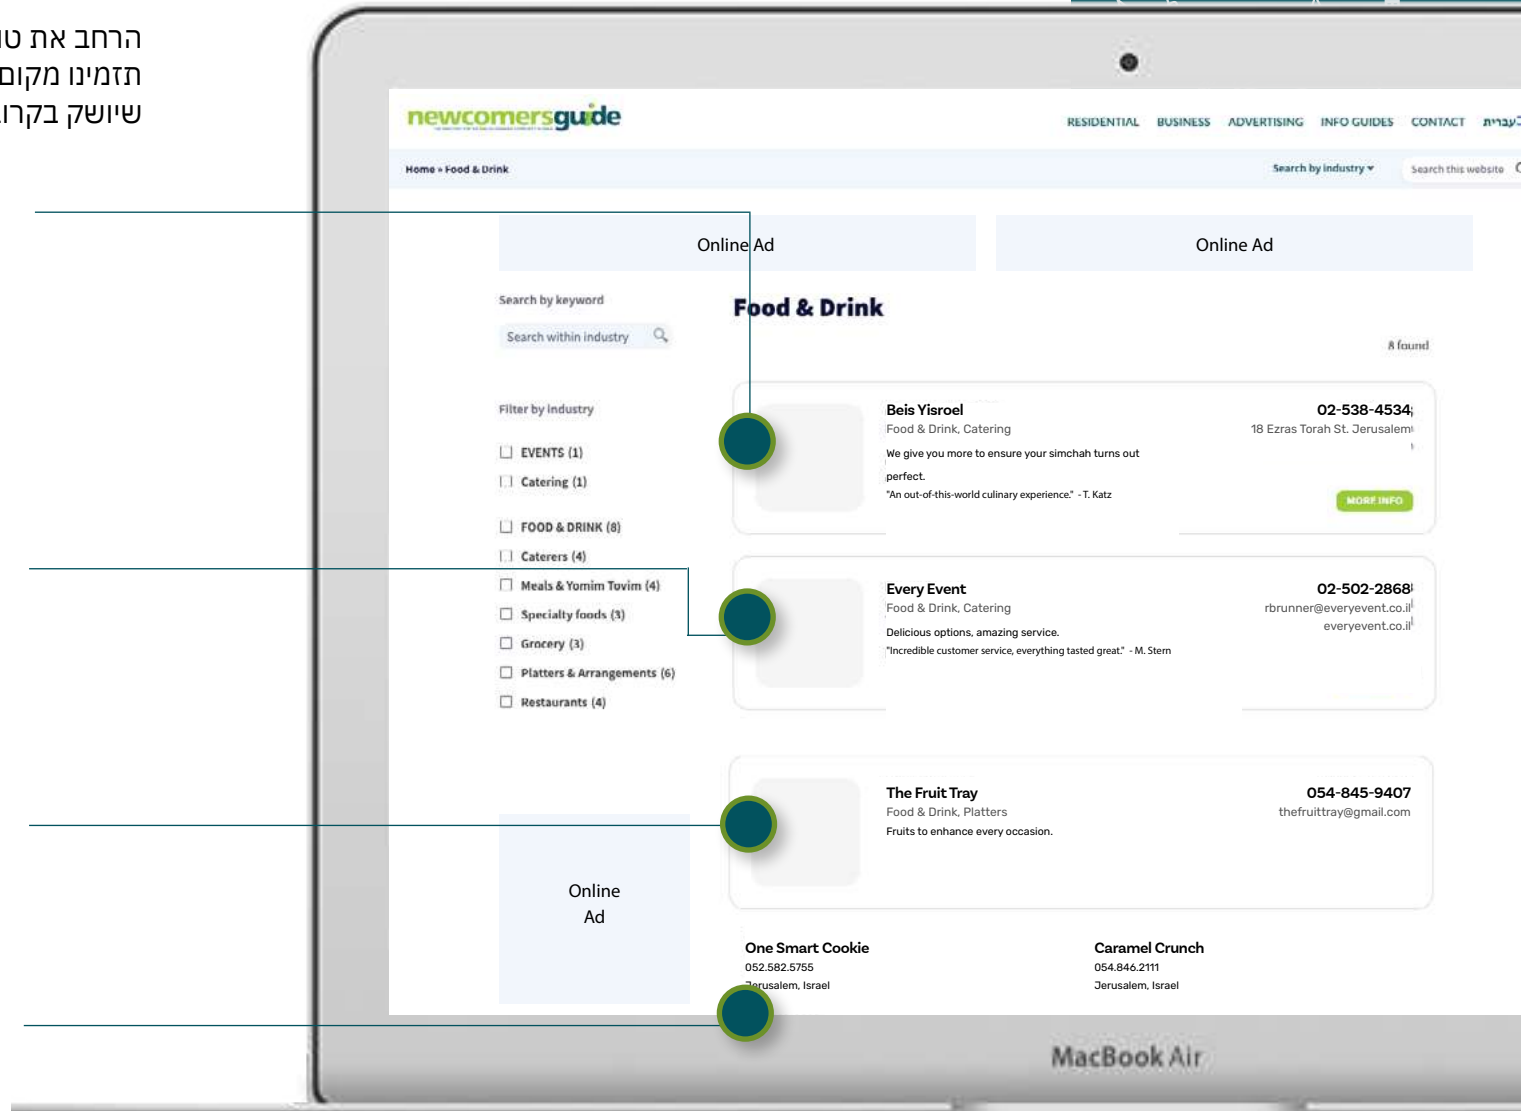 הרחב את
תזמינו מקום
שיושק
newcomersguide
RESIDENTIAL BUSINESS ADVERTISING INFO GUIDES CONTACT עברית
Home » Food & Drink
Search by industry
Search this website
Online Ad
Online Ad
Search by keyword
Search within industry
Food & Drink
8 found
Filter by industry
EVENTS (1)
Catering (1)
FOOD & DRINK (8)
Caterers (4)
Meals & Yomim Tovim (4)
Specialty foods (3)
Grocery (3)
Platters & Arrangements (6)
Restaurants (4)
Beis Yisroel
Food & Drink, Catering
We give you more to ensure your simchah turns out
perfect.
"An out-of-this-world culinary experience." - T. Katz
02-538-4534
18 Ezras Torah St. Jerusalem
MORE INFO
Every Event
Food & Drink, Catering
Delicious options, amazing service.
"Incredible customer service, everything tasted great." - M. Stern
02-502-2868
rbrunner@everyevent.co.il
everyevent.co.il
The Fruit Tray
Food & Drink, Platters
Fruits to enhance every occasion.
054-845-9407
thefruittray@gmail.com
Online
Ad
One Smart Cookie
052.582.5755
Jerusalem, Israel
Caramel Crunch
054.846.2111
Jerusalem, Israel
MacBook Air